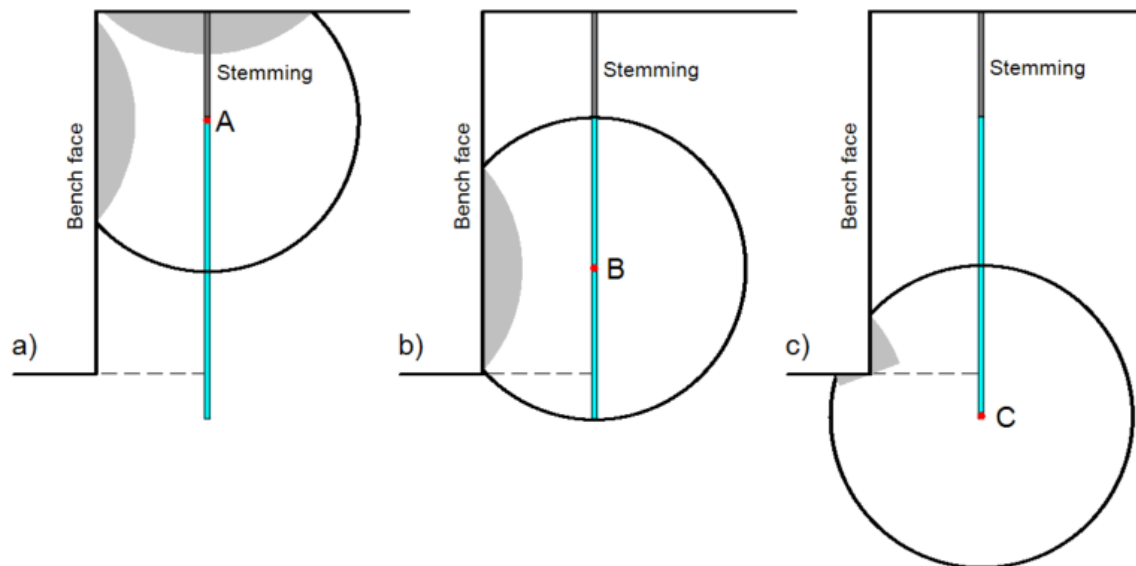 Stemming
A
Bench face
a)
Stemming
Bench face
B
b)
Stemming
Bench face
c)
C